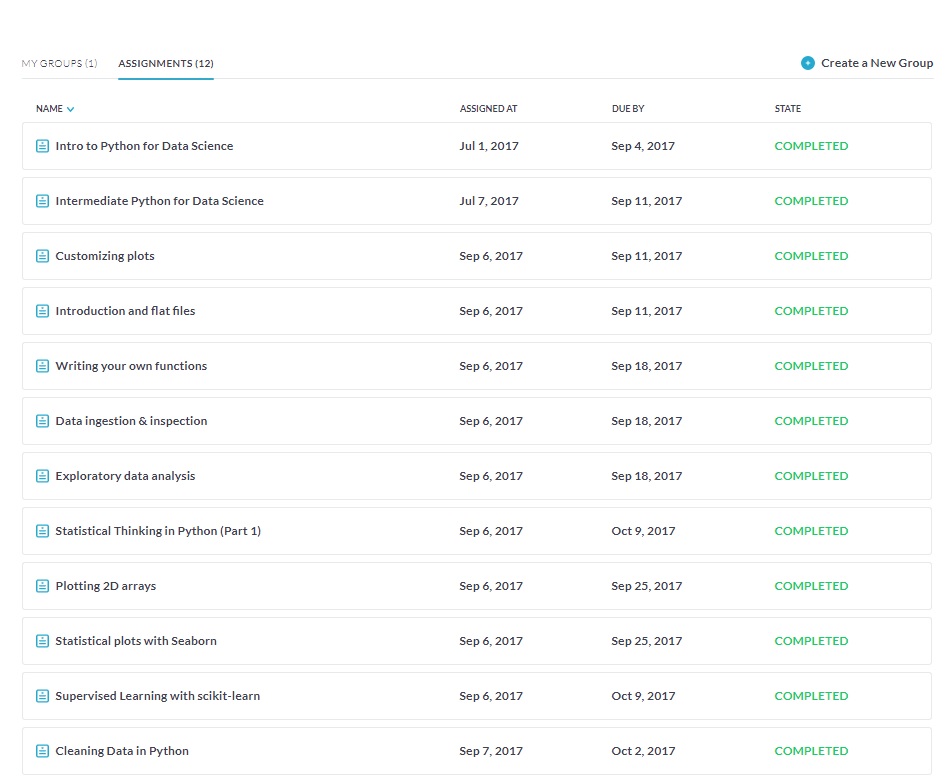 MY GROUPS (1) ASSIGNMENTS (12) Create a New Group
NAME ASSIGNED AT DUE BY STATE
Intro to Python for Data Science Jul 1, 2017 Sep 4, 2017 COMPLETED
Intermediate Python for Data Science Jul 7, 2017 Sep 11, 2017 COMPLETED
Customizing plots Sep 6, 2017 Sep 11, 2017 COMPLETED
Introduction and flat files Sep 6, 2017 Sep 11, 2017 COMPLETED
Writing your own functions Sep 6, 2017 Sep 18, 2017 COMPLETED
Data ingestion & inspection Sep 6, 2017 Sep 18, 2017 COMPLETED
Exploratory data analysis Sep 6, 2017 Sep 18, 2017 COMPLETED
Statistical Thinking in Python (Part 1) Sep 6, 2017 Oct 9, 2017 COMPLETED
Plotting 2D arrays Sep 6, 2017 Sep 25, 2017 COMPLETED
Statistical plots with Seaborn Sep 6, 2017 Sep 25, 2017 COMPLETED
Supervised Learning with scikit-learn Sep 6, 2017 Oct 9, 2017 COMPLETED
Cleaning Data in Python Sep 7, 2017 Oct 2, 2017 COMPLETED